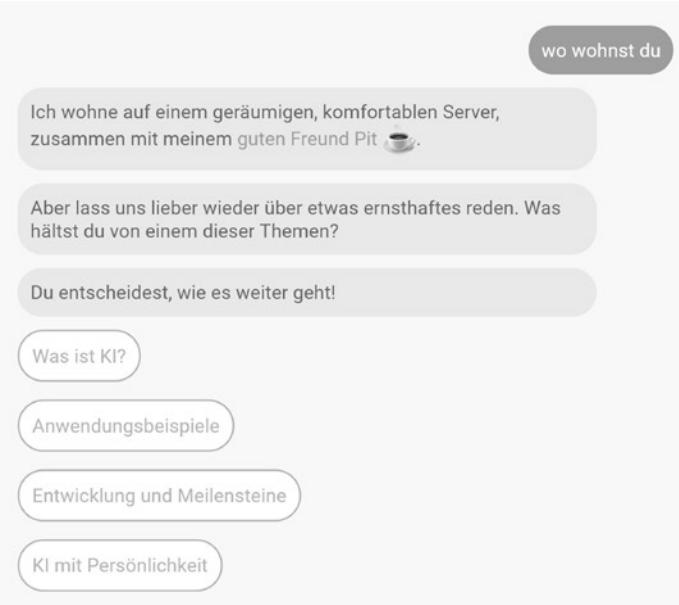 wo wohnst du
Ich wohne auf einem geräumigen, komfortablen Server,
zusammen mit meinem guten Freund Pit ☕.
Aber lass uns lieber wieder über etwas ernsthaftes reden. Was
hältst du von einem dieser Themen?
Du entscheidest, wie es weiter geht!
Was ist KI?
Anwendungsbeispiele
Entwicklung und Meilensteine
KI mit Persönlichkeit